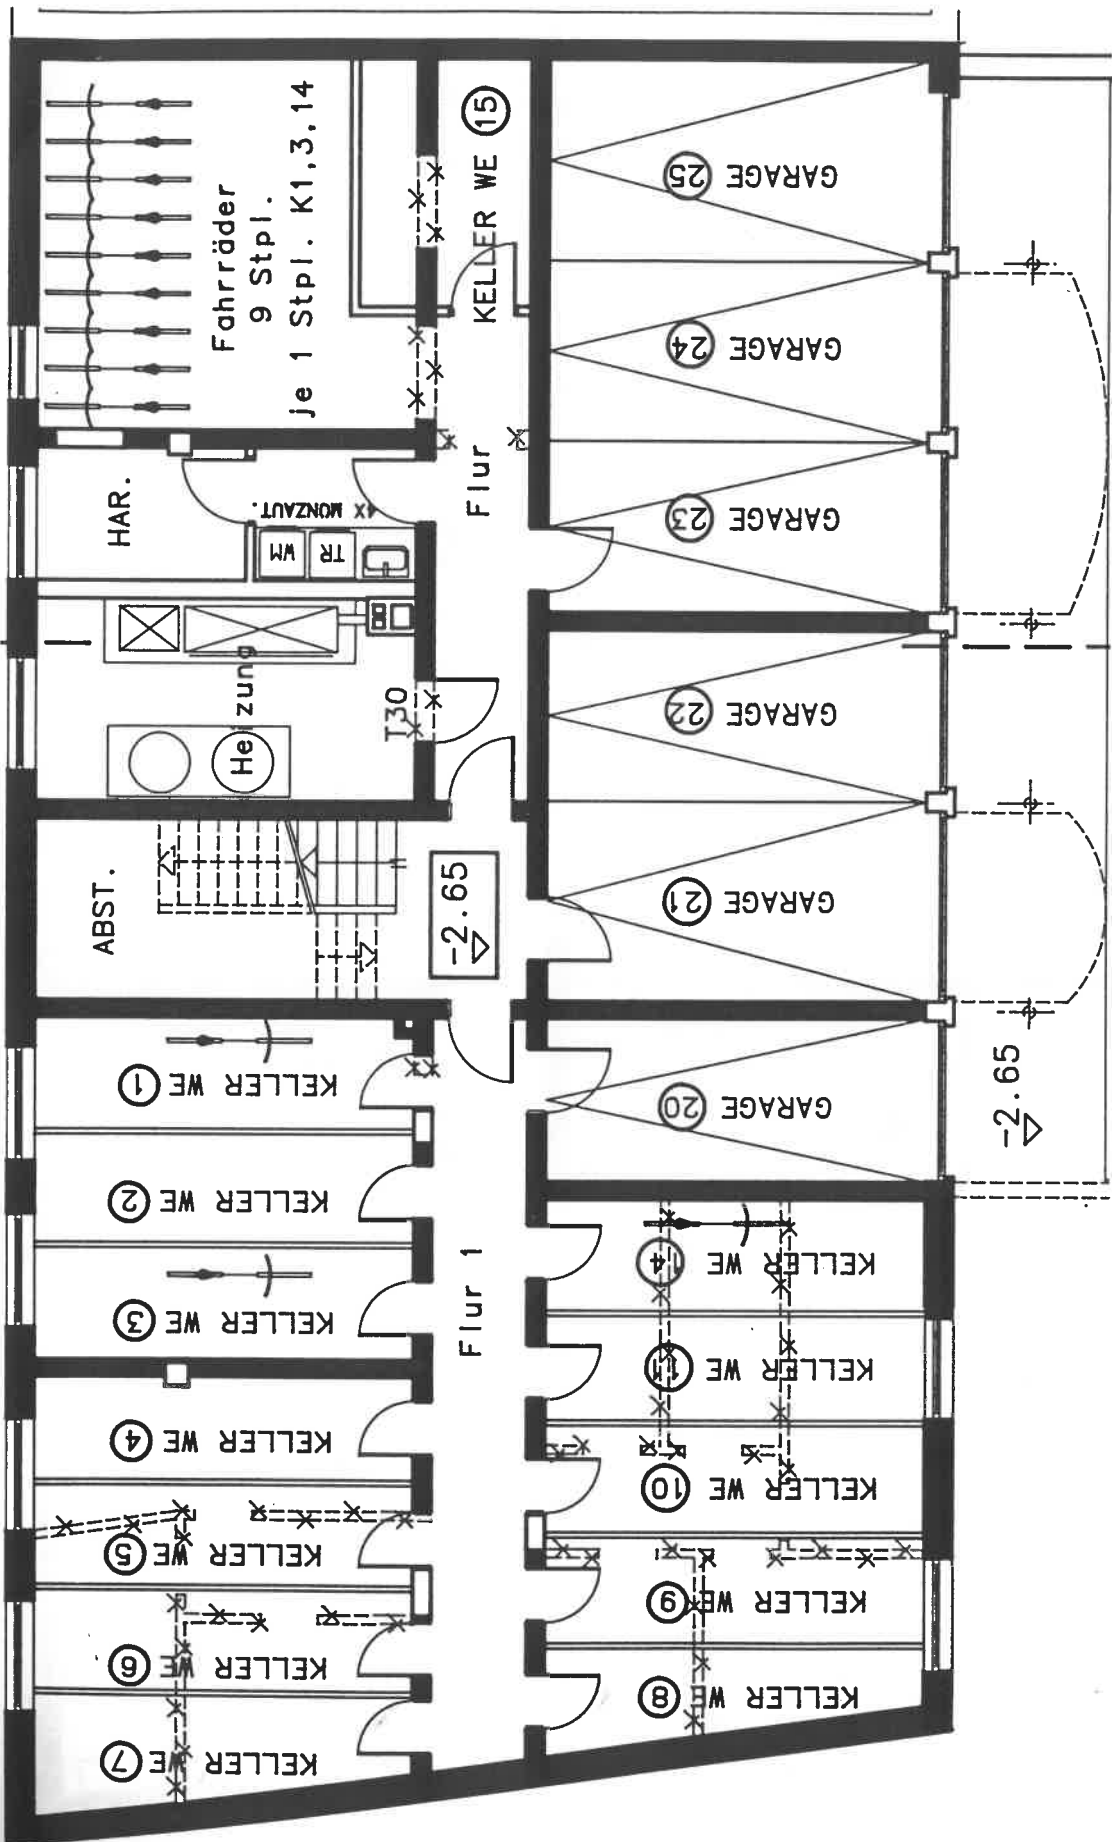 Fahrräder
9 Stpl.
je 1 Stpl. K1,3,14
KELLER WE 15
GARAGE 25
GARAGE 24
GARAGE 23
GARAGE 22
GARAGE 21
GARAGE 20
HAR.
4X MONZAUT.
WM
TR
Flur
Heizung
T30
ABST.
-2.65
-2.65
KELLER WE 1
KELLER WE 2
KELLER WE 3
KELLER WE 4
KELLER WE 5
KELLER WE 6
KELLER WE 7
Flur 1
KELLER WE 14
KELLER WE 11
KELLER WE 10
KELLER WE 9
KELLER WE 8